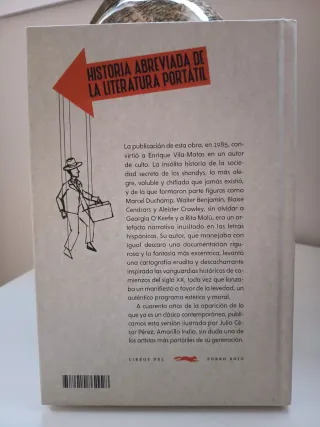 HISTORIA ABREVIADA DE
LA LITERATURA PORTÁTIL
La publicación de esta obra, en 1985, con-
virtió a Enrique Vila-Matas en un autor
de culto. La insólita historia de la socie-
dad secreta de los shandys, la más ale-
gre, voluble y chiflada que jamás existió,
y de la que formaron parte figuras como
Marcel Duchamp, Walter Benjamin, Blaise
Cendrars y Aleister Crowley, sin olvidar a
Georgia O'Keefe y a Rita Malú, era un ar-
tefacto narrativo inusitado en las letras
hispánicas. Su autor, que manejaba con
igual descaro una documentación rigu-
rosa y la fantasía más excéntrica, levantó
una cartografía erudita y descacharrante
inspirada las vanguardias históricas de co-
mienzos del siglo XX, todo vez que lanza-
ba un manifiesto a favor de la levedad, un
auténtico programa estético y moral.
A cuarenta años de la aparición de lo
que ya es un clásico contemporáneo, publi-
camos esta versión ilustrada por Julio Cé-
sar Pérez. Amarillo Indio, sin duda uno de
los artistas más portátiles de su generación.
LIBROS DEL
ZORRO ROJO